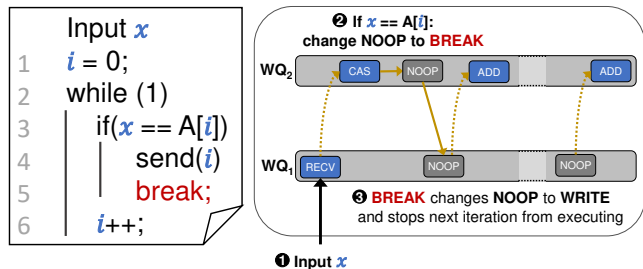 Input x
1 i = 0;
2 while (1)
3 if(x == A[i])
4 send(i)
5 break;
6 i++;
❷ If x == A[i]:
change NOOP to BREAK
WQ2 CAS NOOP ADD ADD
WQ1 RECV NOOP NOOP
❸ BREAK changes NOOP to WRITE
and stops next iteration from executing
❶ Input x